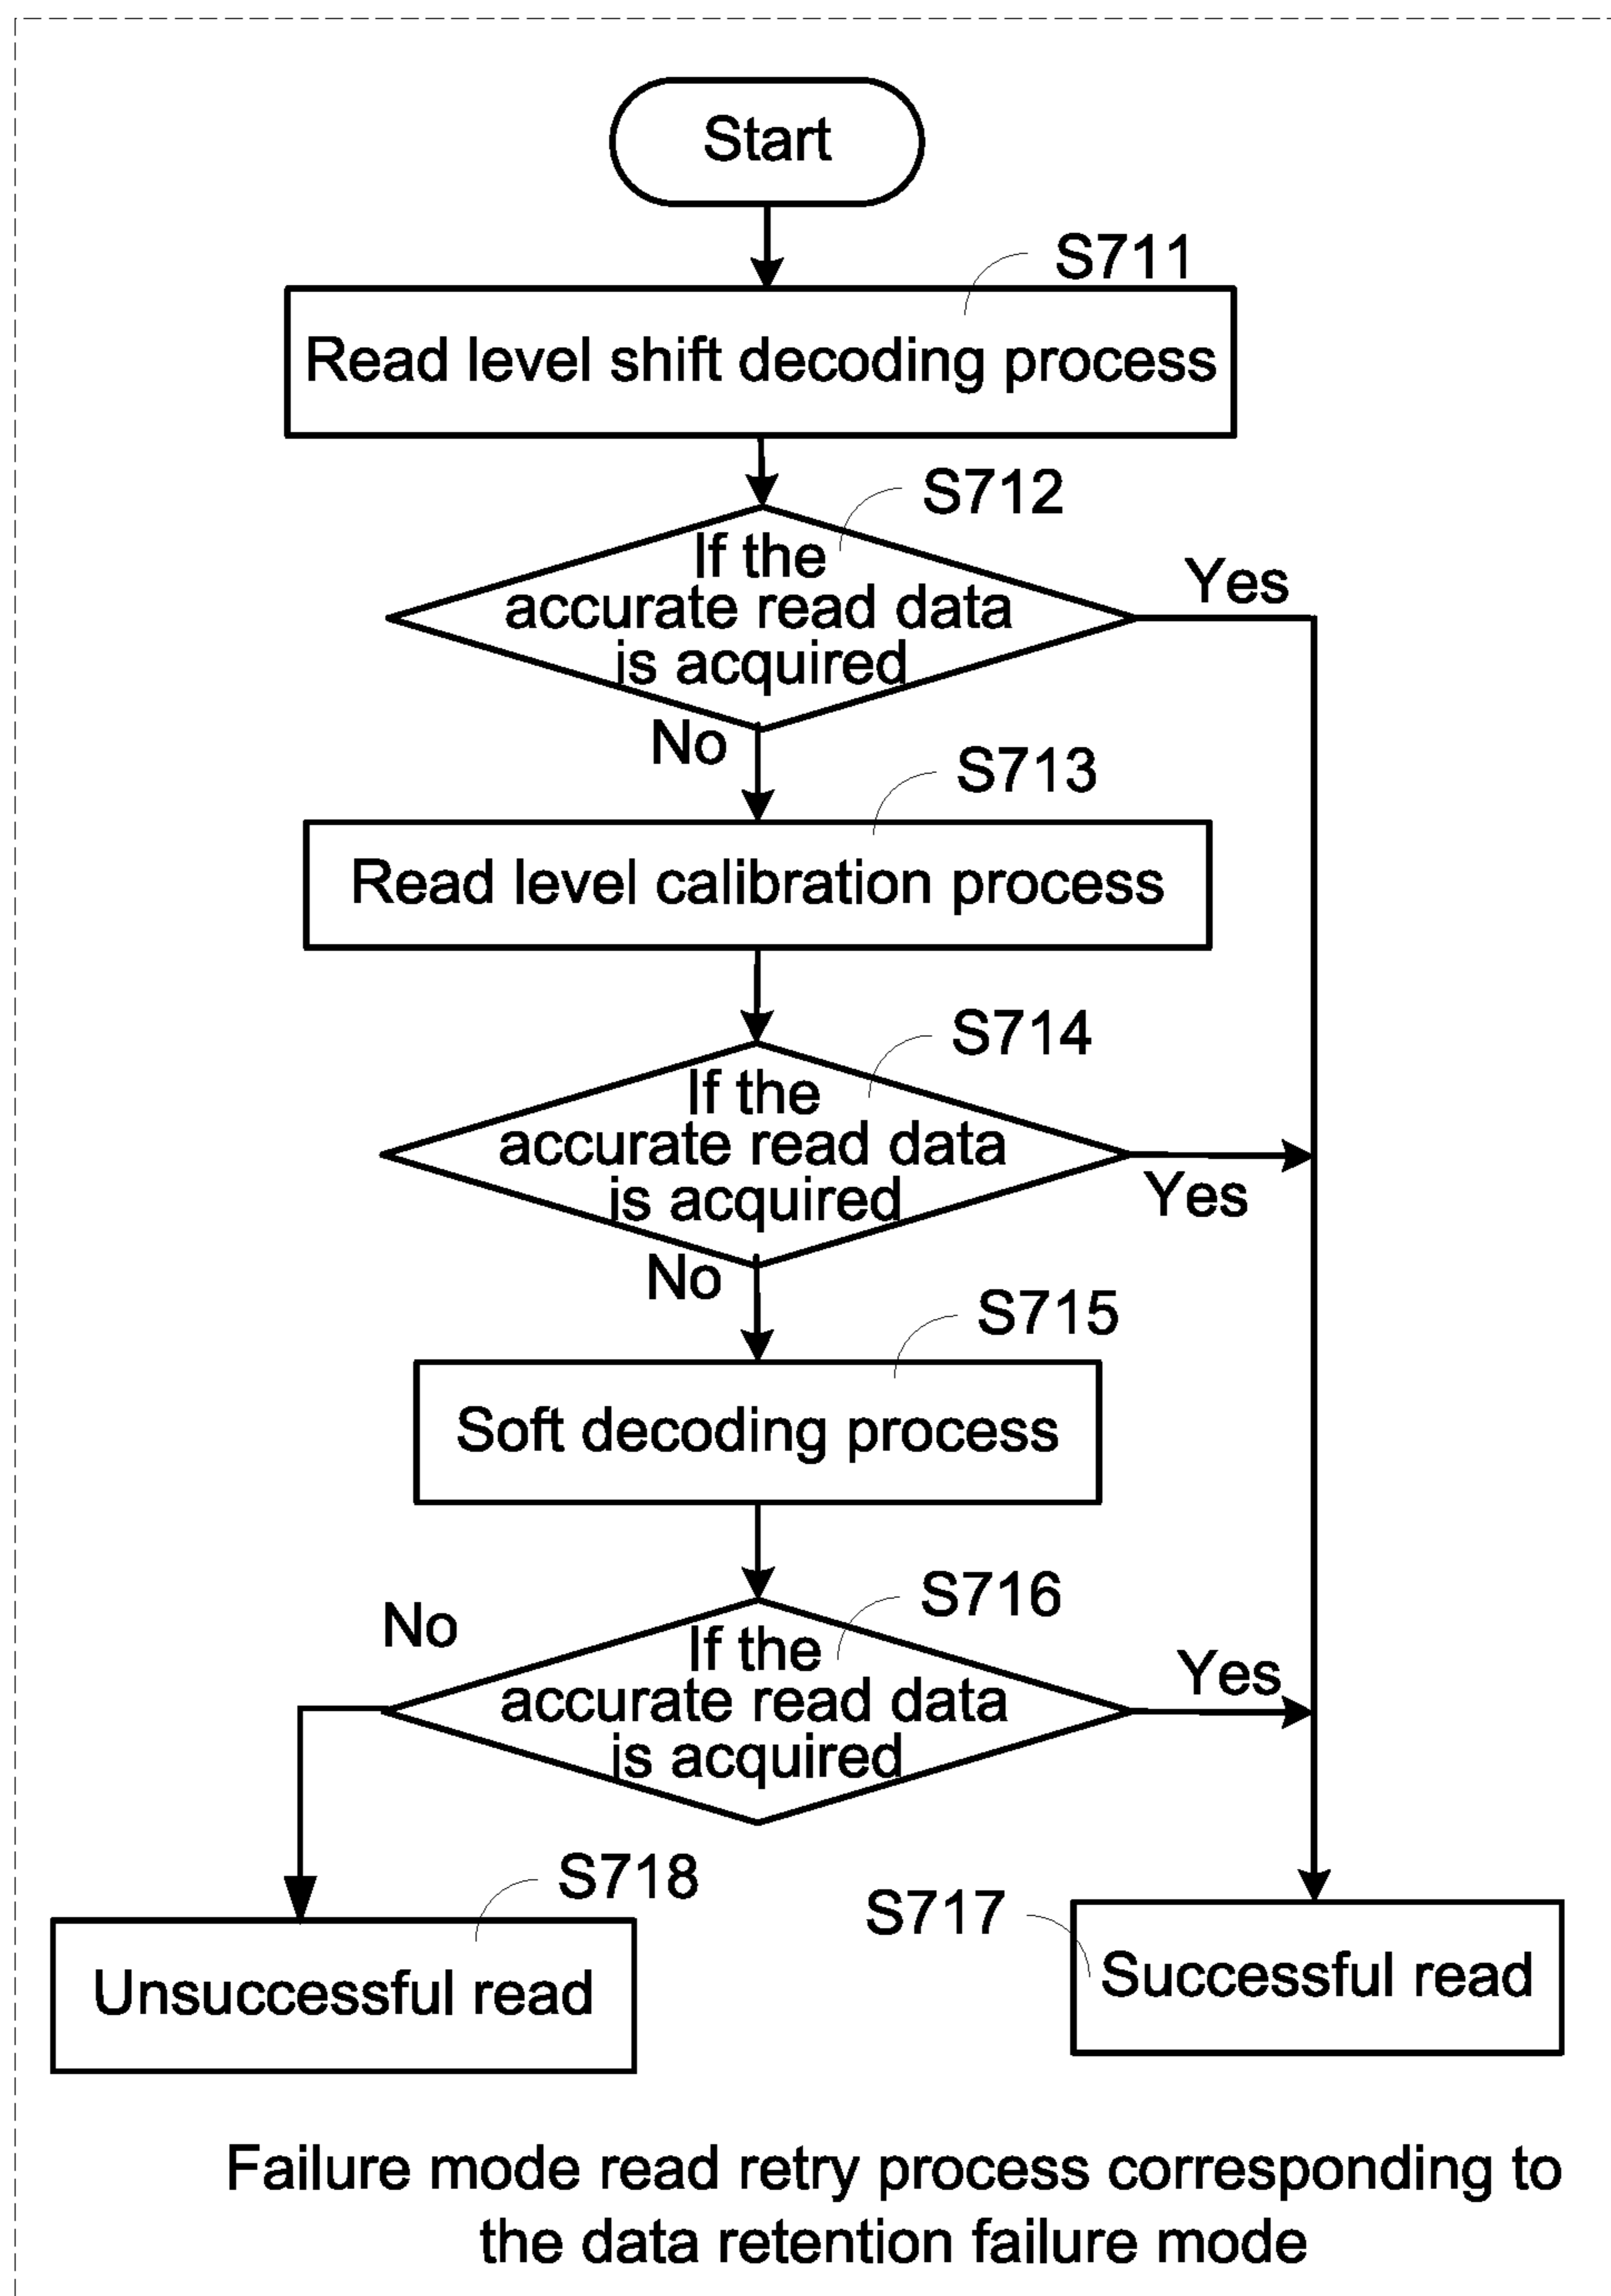 Start
S711
Read level shift decoding process
S712
If the
accurate read data
is acquired
Yes
No
S713
Read level calibration process
S714
If the
accurate read data
is acquired
Yes
No
S715
Soft decoding process
S716
No
If the
accurate read data
is acquired
Yes
S718
S717
Unsuccessful read
Successful read
Failure mode read retry process corresponding to
the data retention failure mode